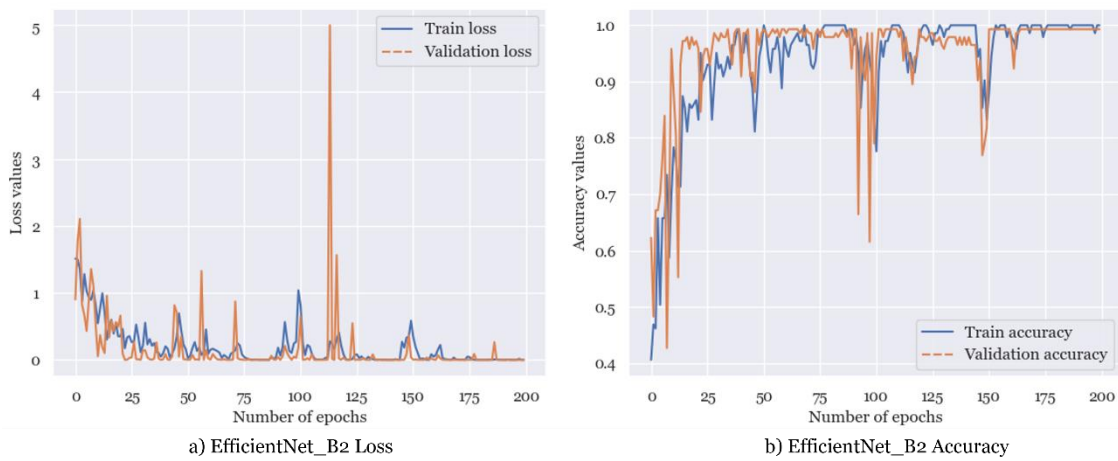 Train loss
Validation loss
5
4
3
2
1
0
Loss values
0 25 50 75 100 125 150 175 200
Number of epochs
a) EfficientNet_B2 Loss
1.0
0.9
0.8
0.7
0.6
0.5
0.4
Accuracy values
Train accuracy
Validation accuracy
0 25 50 75 100 125 150 175 200
Number of epochs
b) EfficientNet_B2 Accuracy